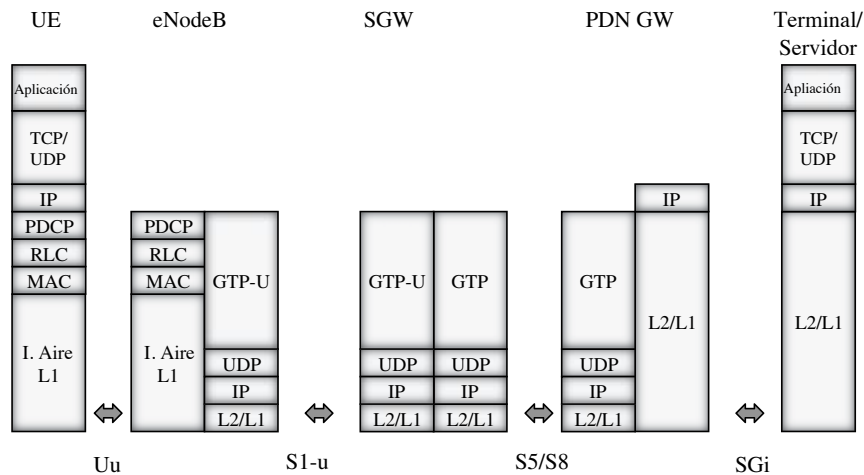 UE
eNodeB
SGW
PDN GW
Terminal/
Servidor
Aplicación
TCP/
UDP
IP
PDCP
RLC
MAC
I. Aire
L1
PDCP
RLC
MAC
I. Aire
L1
GTP-U
UDP
IP
L2/L1
GTP-U
UDP
IP
L2/L1
GTP
UDP
IP
L2/L1
GTP
UDP
IP
L2/L1
IP
L2/L1
Apliación
TCP/
UDP
IP
L2/L1
Uu
S1-u
S5/S8
SGi